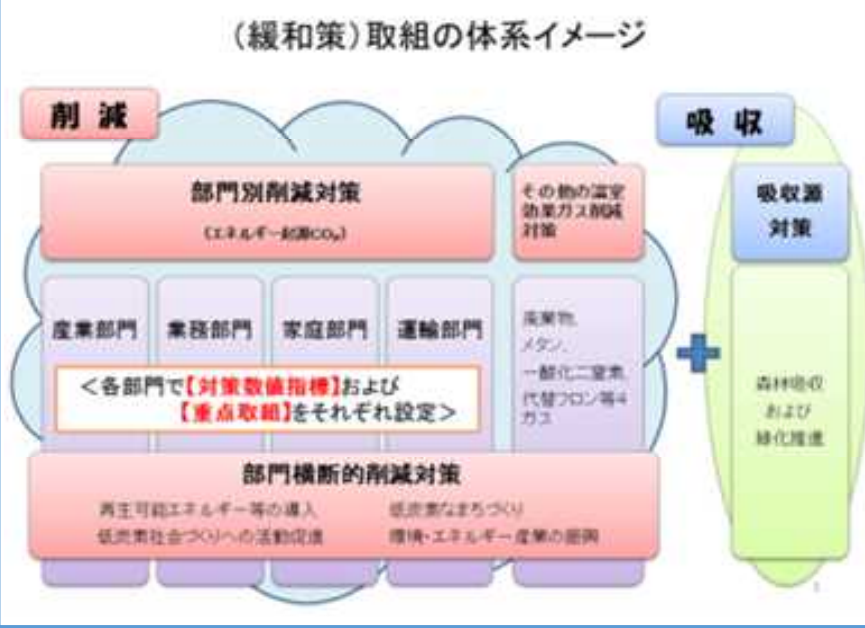 （緩和策）取組の体系イメージ
削 減
吸 収
部門別削減対策
（エネルギー起源CO₂）
その他の温室
効果ガス削減
対策
吸収源
対策
産業部門
業務部門
家庭部門
運輸部門
廃棄物、
メタン、
一酸化二窒素、
代替フロン等4
ガス
＜各部門で【対策数値指標】および
【重点取組】をそれぞれ設定＞
森林吸収
および
緑化推進
部門横断的削減対策
再生可能エネルギー等の導入
低炭素なまちづくり
低炭素社会づくりへの活動促進
環境・エネルギー産業の振興